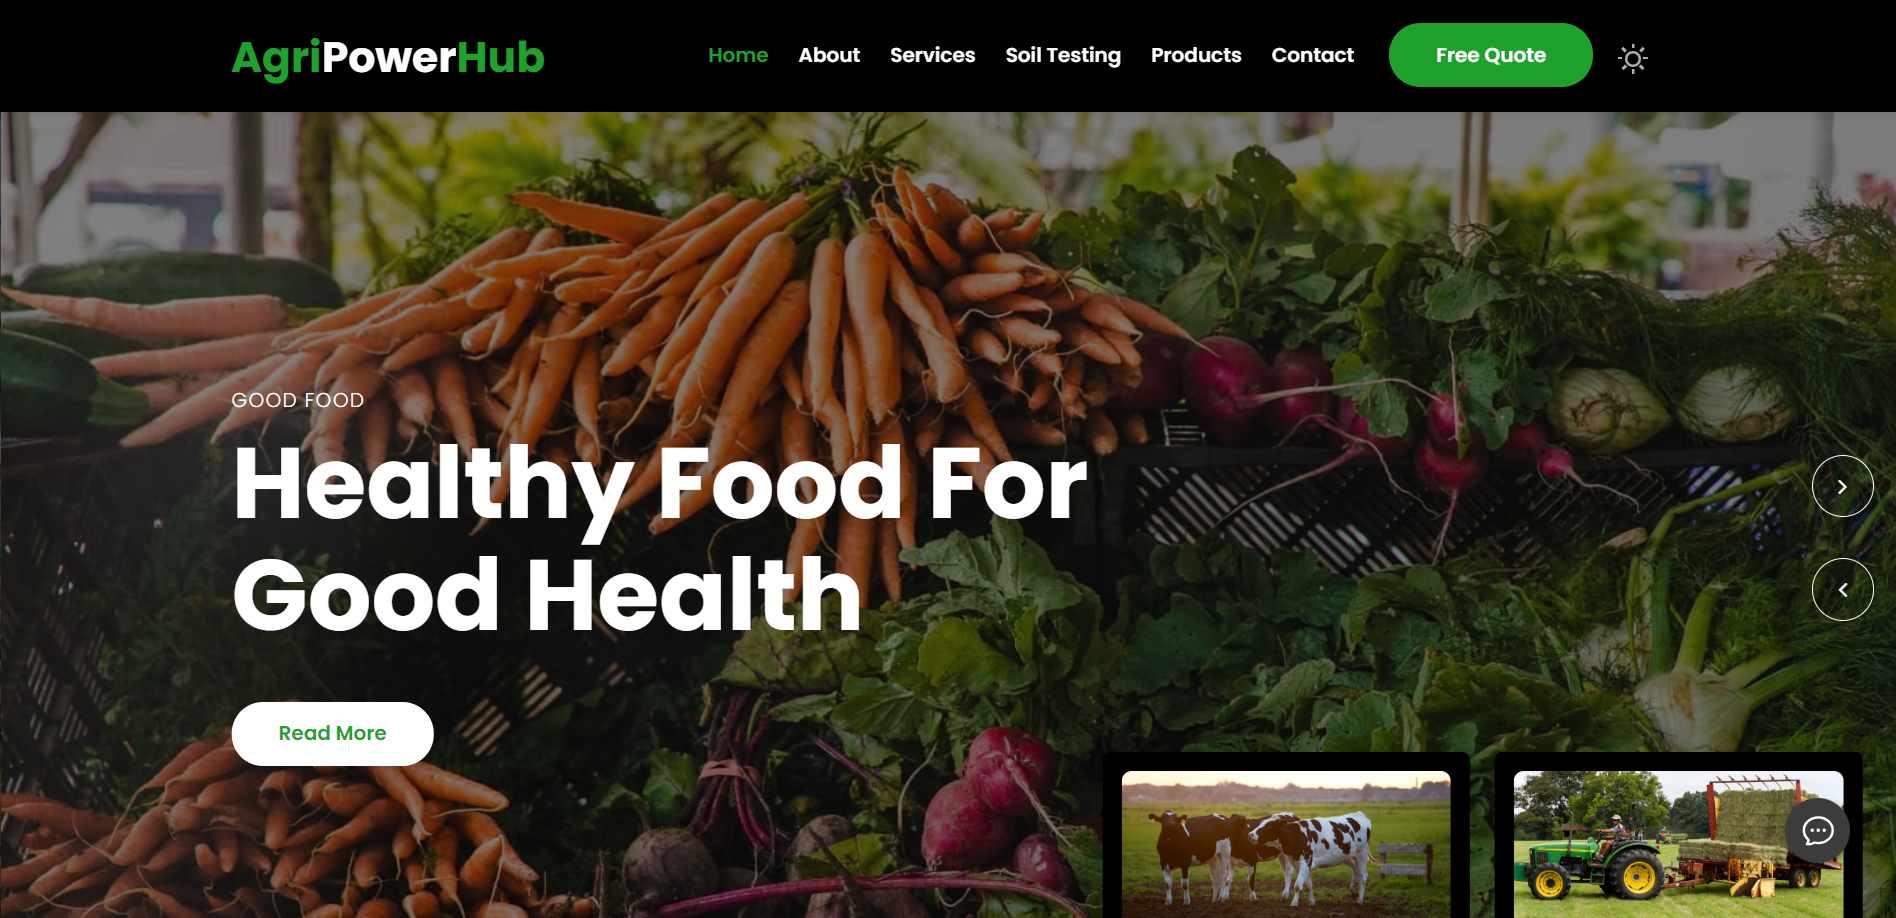 AgriPowerHub
Home About Services Soil Testing Products Contact Free Quote
GOOD FOOD
Healthy Food For
Good Health
Read More